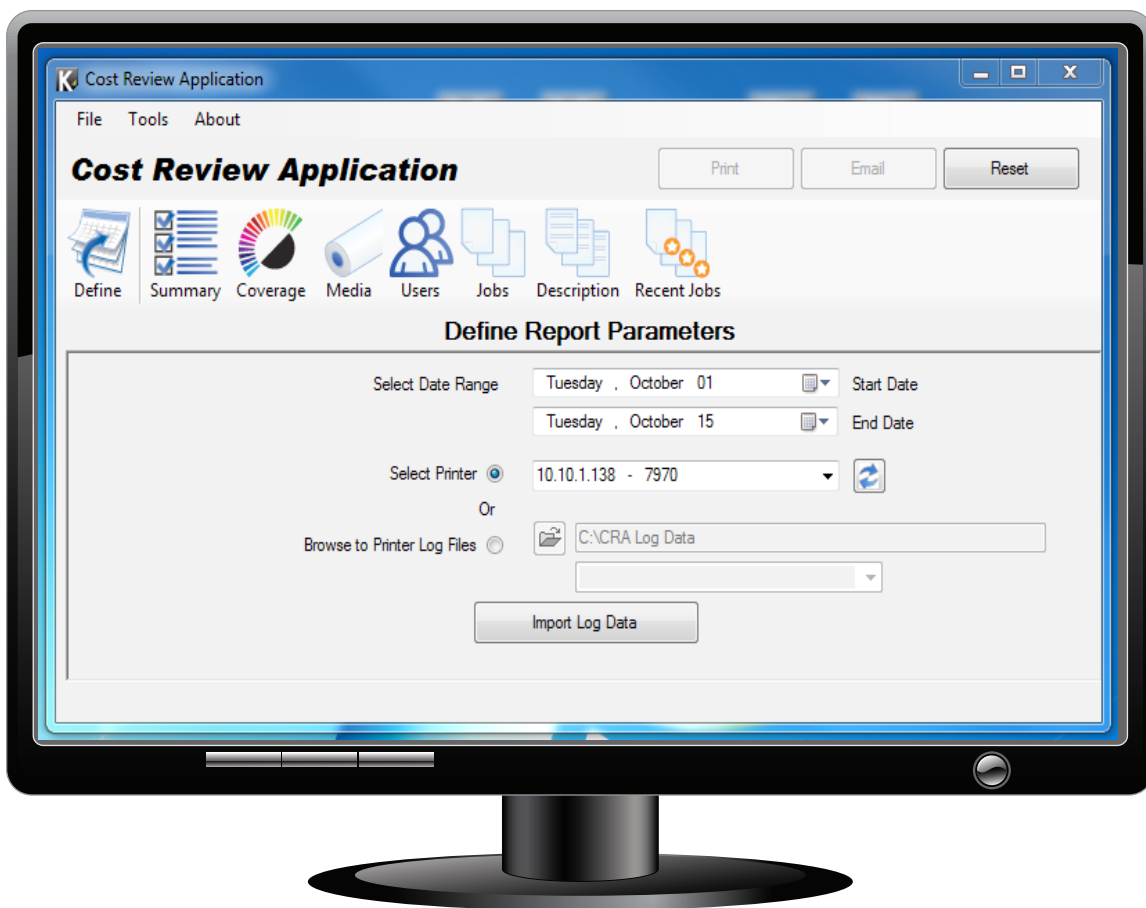 K Cost Review Application
X
File Tools About
Cost Review Application
Print Email Reset
Define Summary Coverage Media Users Jobs Description Recent Jobs
Define Report Parameters
Select Date Range Tuesday , October 01 Start Date
Tuesday , October 15 End Date
Select Printer 10.10.1.138 - 7970
Or
Browse to Printer Log Files C:\CRA Log Data
Import Log Data